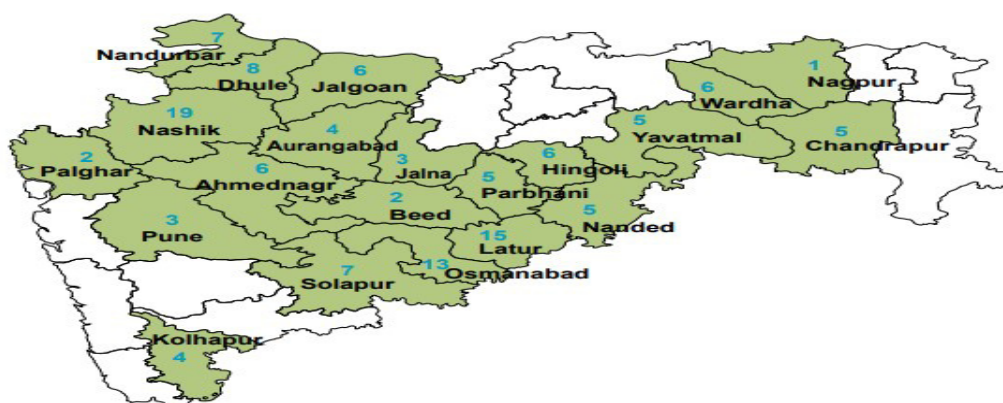 7
Nandurbar
8
Dhule
6
Jalgoan
1
Nagpur
6
Wardha
19
Nashik
4
Aurangabad
5
Yavatmal
5
Chandrapur
2
Palghar
6
Ahmednagr
3
Jalna
6
Hingoli
5
Parbhani
2
Beed
5
Nanded
3
Pune
15
Latur
13
Osmanabad
7
Solapur
Kolhapur
4